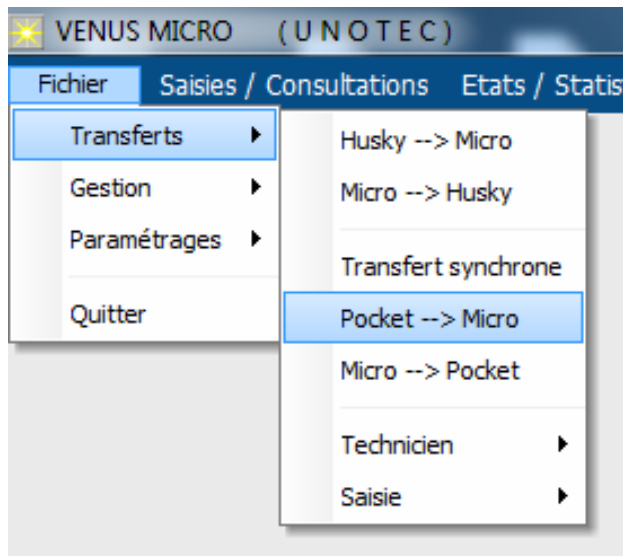 VENUS MICRO (UNOTEC)
Fichier Saisies / Consultations Etats / Statis
Transferts
Gestion
Paramétrages
Quitter
Husky --> Micro
Micro --> Husky
Transfert synchrone
Pocket --> Micro
Micro --> Pocket
Technicien
Saisie